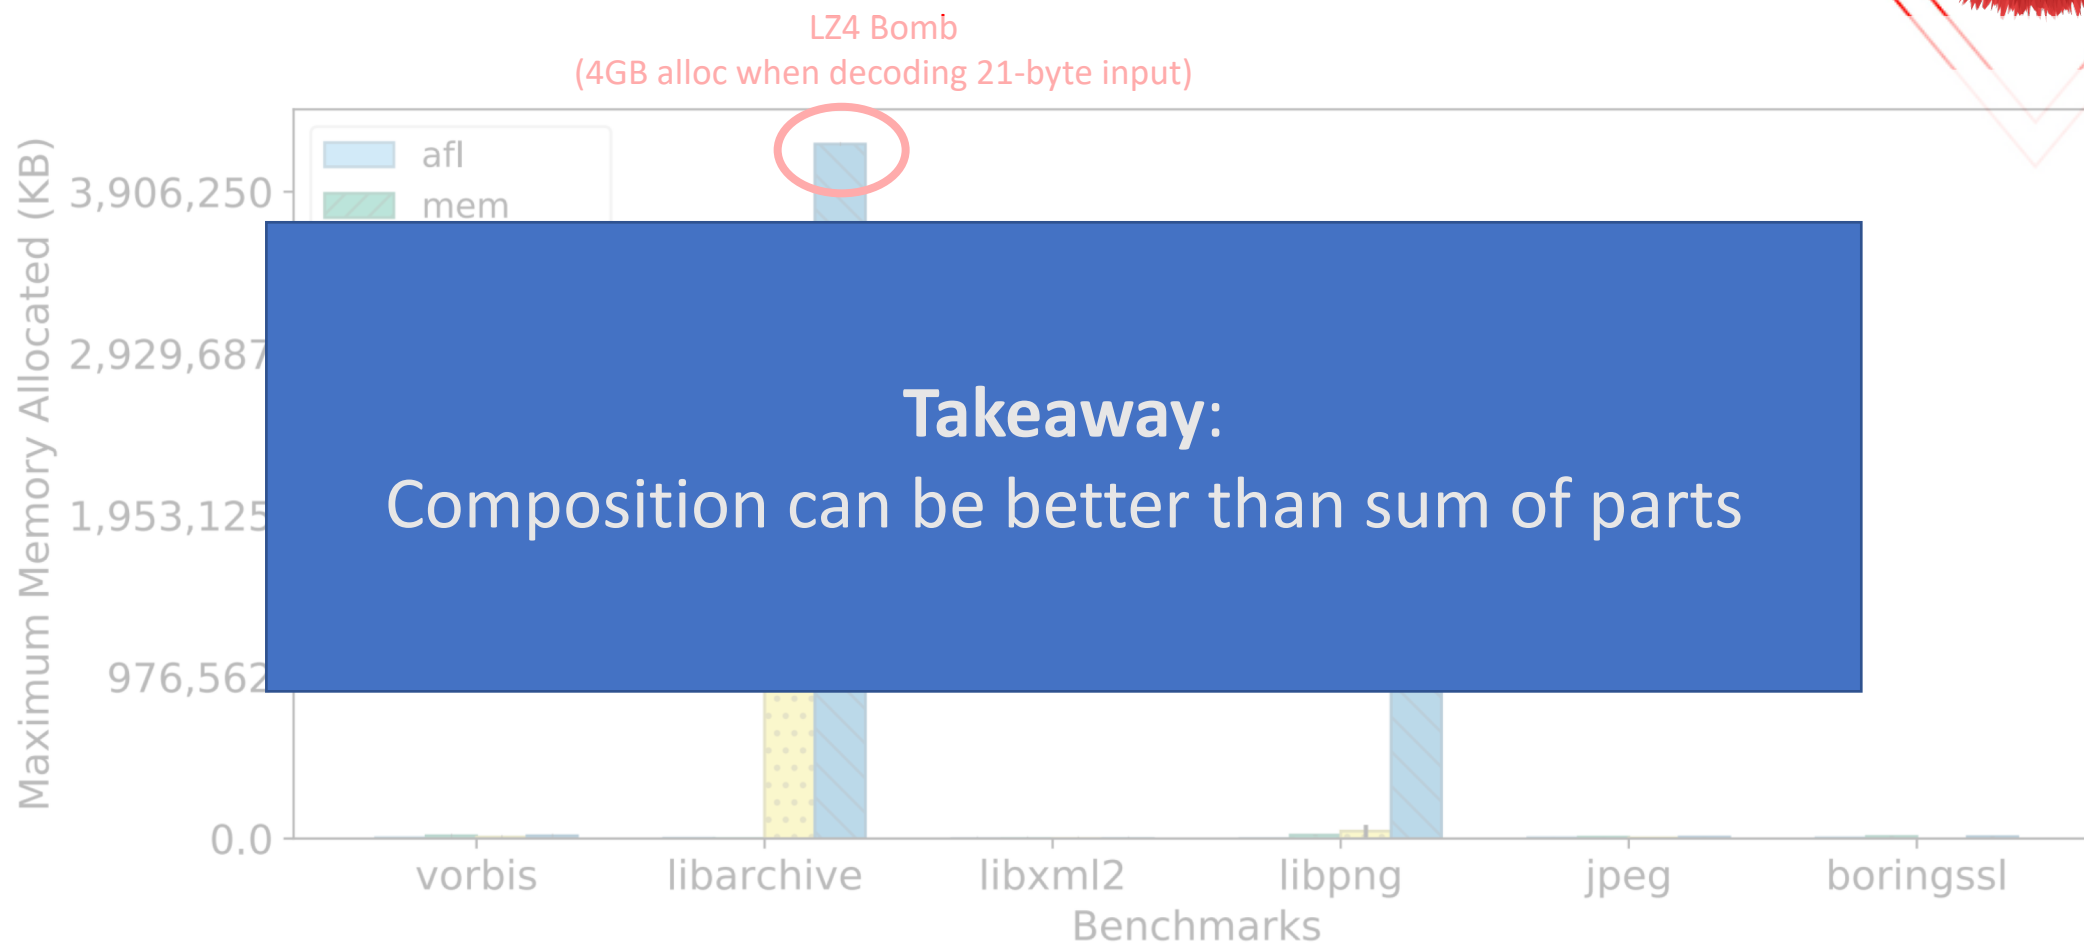 LZ4 Bomb
(4GB alloc when decoding 21-byte input)
Maximum Memory Allocated (KB)
afl
mem
3,906,250
2,929,687
1,953,125
976,562
0.0
Takeaway:
Composition can be better than sum of parts
vorbis libarchive libxml2 libpng jpeg boringssl
Benchmarks